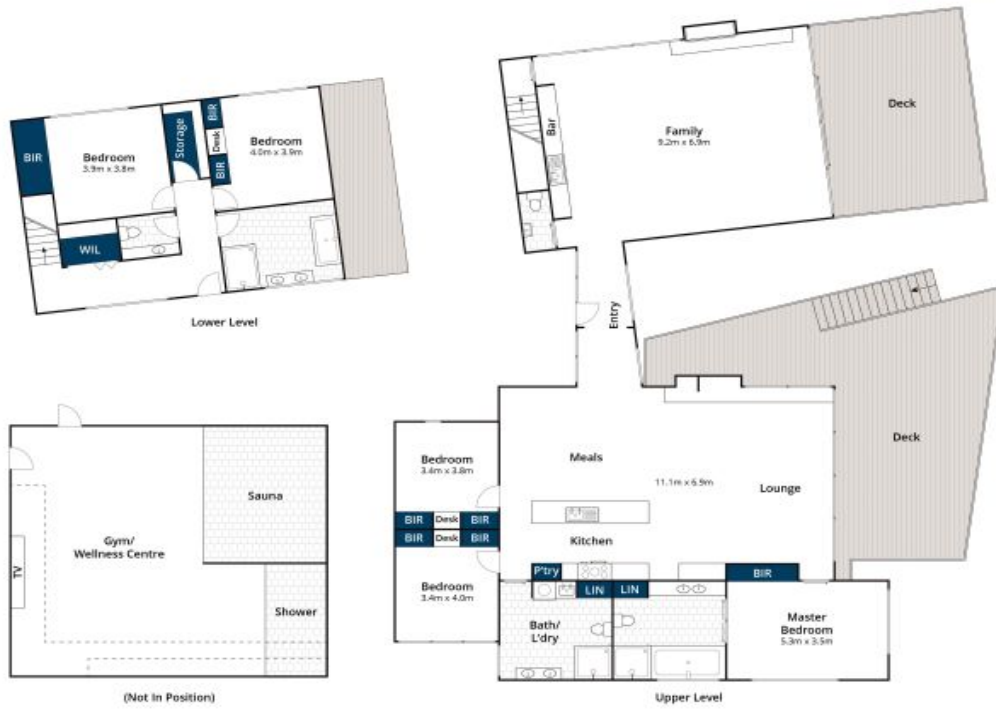 BIR
Bedroom
3.9m x 3.8m
Storage
BIR
Desk
BIR
Bedroom
4.0m x 3.9m
WIL
Lower Level
Bar
Family
9.2m x 6.9m
Deck
Entry
Deck
Gym/
Wellness Centre
TV
Sauna
Shower
(Not In Position)
Bedroom
3.4m x 3.8m
BIR
Desk
BIR
BIR
Desk
BIR
Bedroom
3.4m x 4.0m
Meals
11.1m x 6.9m
Lounge
Kitchen
P'try
BIR
LIN
LIN
Bath/
L'dry
Master
Bedroom
5.3m x 3.5m
Upper Level